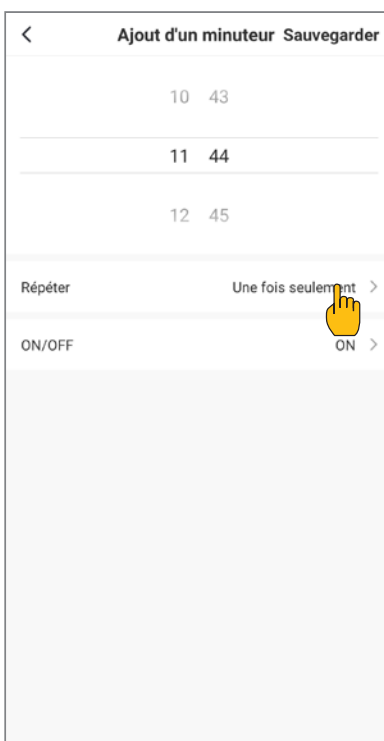 Ajout d'un minuteur Sauvegarder
10 43
11 44
12 45
Répéter Une fois seulement
ON/OFF ON